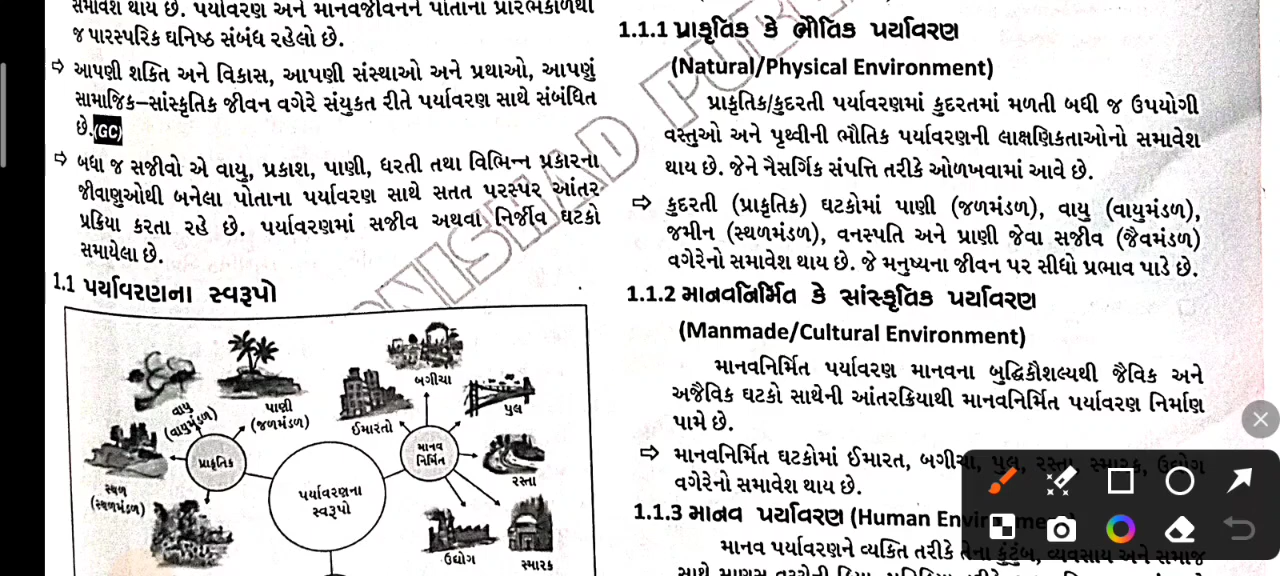 સમાવેશ થાય છે. પર્યાવરણ અને માનવજીવનને પોતાના પ્રારંભકાળથી
જ પારસ્પરિક ઘનિષ્ઠ સંબંધ રહેલો છે.
⇨ આપણી શક્તિ અને વિકાસ, આપણી સંસ્થાઓ અને પ્રથાઓ, આપણું
સામાજિક–સાંસ્કૃતિક જીવન વગેરે સંયુક્ત રીતે પર્યાવરણ સાથે સંબંધિત
છે.(GC)
⇨ બધા જ સજીવો એ વાયુ, પ્રકાશ, પાણી, ધરતી તથા વિભિન્ન પ્રકારના
જીવાણુઓથી બનેલા પોતાના પર્યાવરણ સાથે સતત પરસ્પર આંતર
પ્રક્રિયા કરતા રહે છે. પર્યાવરણમાં સજીવ અથવા નિર્જીવ ઘટકો
સમાયેલા છે.
1.1 પર્યાવરણના સ્વરૂપો
બગીચા
વાયુ
(વાયુમંડળ)
પાણી
(જળમંડળ)
ઈમારતો
પુલ
પ્રાકૃતિક
માનવ
નિર્મિત
રસ્તા
સ્થળ
(સ્થળમંડળ)
પર્યાવરણના
સ્વરૂપો
ઉદ્યોગ
સ્મારક
1.1.1 પ્રાકૃતિક કે ભૌતિક પર્યાવરણ
(Natural/Physical Environment)
પ્રાકૃતિક/કુદરતી પર્યાવરણમાં કુદરતમાં મળતી બધી જ ઉપયોગી
વસ્તુઓ અને પૃથ્વીની ભૌતિક પર્યાવરણની લાક્ષણિકતાઓનો સમાવેશ
થાય છે. જેને નૈસર્ગિક સંપત્તિ તરીકે ઓળખવામાં આવે છે.
⇨ કુદરતી (પ્રાકૃતિક) ઘટકોમાં પાણી (જળમંડળ), વાયુ (વાયુમંડળ),
જમીન (સ્થળમંડળ), વનસ્પતિ અને પ્રાણી જેવા સજીવ (જૈવમંડળ)
વગેરેનો સમાવેશ થાય છે. જે મનુષ્યના જીવન પર સીધો પ્રભાવ પાડે છે.
1.1.2 માનવનિર્મિત કે સાંસ્કૃતિક પર્યાવરણ
(Manmade/Cultural Environment)
માનવનિર્મિત પર્યાવરણ માનવના બુદ્ધિકૌશલ્યથી જૈવિક અને
અજૈવિક ઘટકો સાથેની આંતરક્રિયાથી માનવનિર્મિત પર્યાવરણ નિર્માણ
પામે છે.
⇨ માનવનિર્મિત ઘટકોમાં ઈમારત, બગીચા, પુલ, રસ્તા, સ્મારક, ઉદ્યોગ
વગેરેનો સમાવેશ થાય છે.
1.1.3 માનવ પર્યાવરણ (Human Environment)
માનવ પર્યાવરણને વ્યક્તિ તરીકે તેના કુટુંબ, વ્યવસાય અને સમાજ